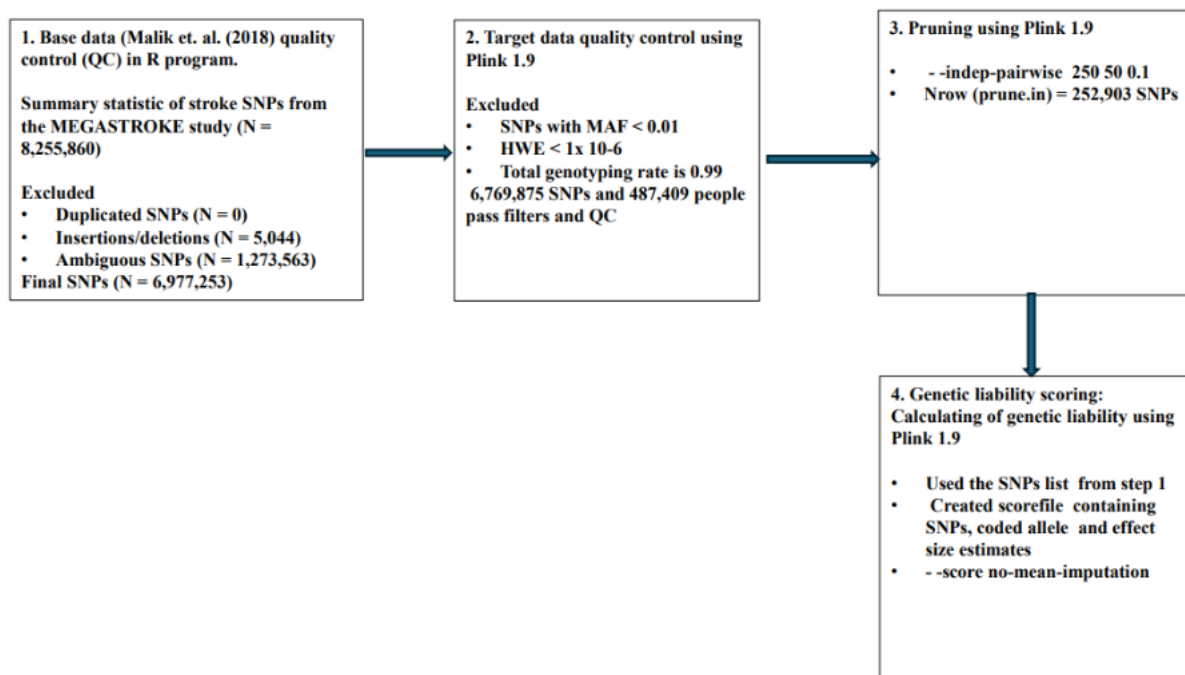 1. Base data (Malik et. al. (2018) quality
control (QC) in R program.
Summary statistic of stroke SNPs from
the MEGASTROKE study (N =
8,255,860)
Excluded
• Duplicated SNPs (N = 0)
• Insertions/deletions (N = 5,044)
• Ambiguous SNPs (N = 1,273,563)
Final SNPs (N = 6,977,253)
2. Target data quality control using
Plink 1.9
Excluded
• SNPs with MAF < 0.01
• HWE < 1x 10-6
• Total genotyping rate is 0.99
6,769,875 SNPs and 487,409 people
pass filters and QC
3. Pruning using Plink 1.9
• - -indep-pairwise 250 50 0.1
• Nrow (prune.in) = 252,903 SNPs
4. Genetic liability scoring:
Calculating of genetic liability using
Plink 1.9
• Used the SNPs list from step 1
• Created scorefile containing
SNPs, coded allele and effect
size estimates
• - -score no-mean-imputation